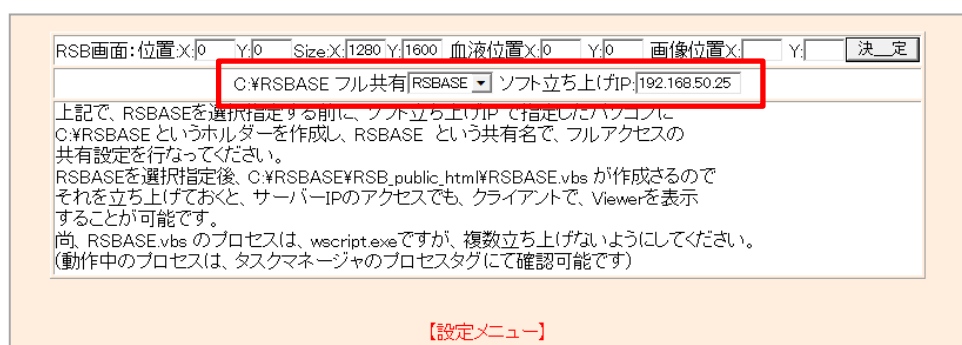 RSB画面：位置:X:0 Y:0 Size:X:1280 Y:1600 血液位置X:0 Y:0 画像位置X: Y: 決__定
C:¥RSBASE フル共有 RSBASE ソフト立ち上げIP:192.168.50.25
上記で、RSBASEを選択指定する前に、ソフト立ち上げIP で指定したパソコンに
C:¥RSBASE というホルダーを作成し、RSBASE という共有名で、フルアクセスの
共有設定を行なってください。
RSBASEを選択指定後、C:¥RSBASE¥RSB_public_html¥RSBASE.vbs が作成さるので
それを立ち上げておくと、サーバーIPのアクセスでも、クライアントで、Viewerを表示
することが可能です。
尚、RSBASE.vbs のプロセスは、wscript.exeですが、複数立ち上げないようにしてください。
(動作中のプロセスは、タスクマネージャのプロセスタグにて確認可能です)
【設定メニュー】